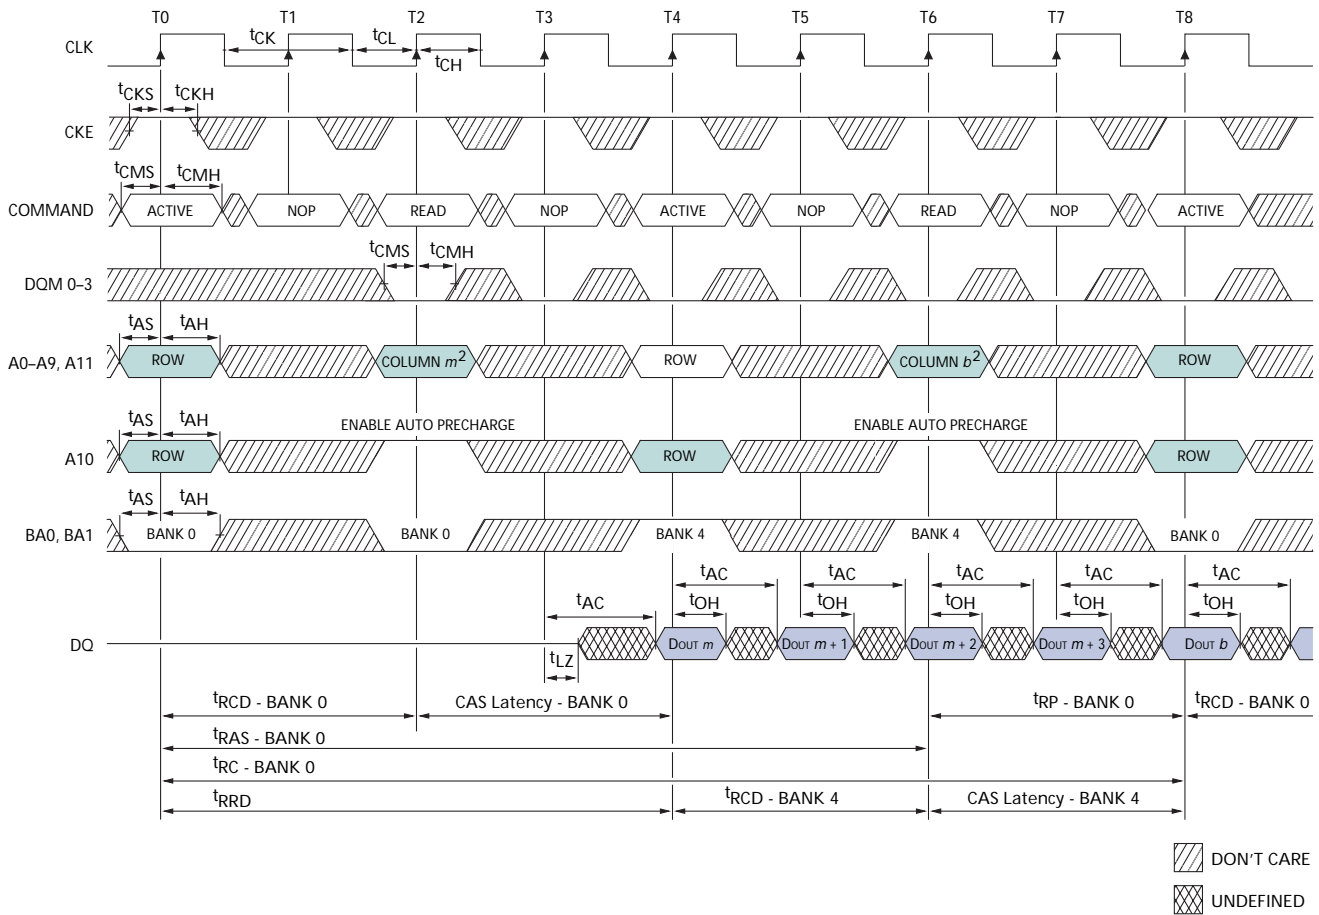 T0 T1 T2 T3 T4 T5 T6 T7 T8
CLK
tCK tCL
tCH
tCKS tCKH
CKE
tCMS tCMH
COMMAND ACTIVE NOP READ NOP ACTIVE NOP READ NOP ACTIVE
tCMS tCMH
DQM 0–3
tAS tAH
A0–A9, A11 ROW COLUMN m2 ROW COLUMN b2 ROW
tAS tAH
ENABLE AUTO PRECHARGE ENABLE AUTO PRECHARGE
A10 ROW ROW ROW
tAS tAH
BA0, BA1 BANK 0 BANK 0 BANK 4 BANK 4 BANK 0
tAC tAC tAC tAC tAC
tAC tOH tOH tOH tOH tOH
DQ DOUT m DOUT m + 1 DOUT m + 2 DOUT m + 3 DOUT b
tLZ
tRCD - BANK 0 CAS Latency - BANK 0 tRP - BANK 0 tRCD - BANK 0
tRAS - BANK 0
tRC - BANK 0
tRRD tRCD - BANK 4 CAS Latency - BANK 4
DON'T CARE
UNDEFINED